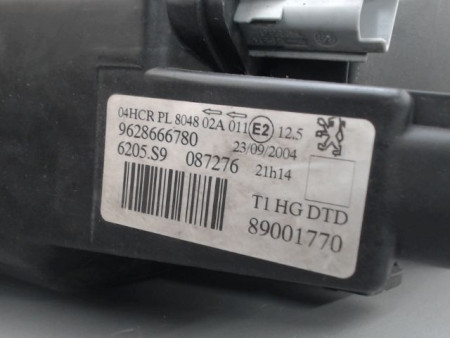 04HCR PL 8048 02A 011 E2 12.5
9628666780 23/09/2004
6205.S9 087276 21h14
T1 HG DTD
89001770